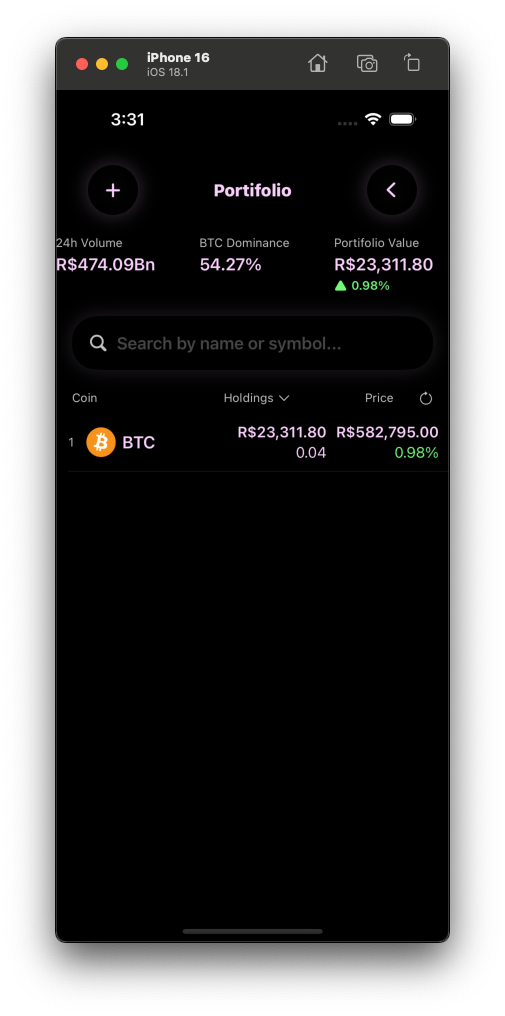 iPhone 16
iOS 18.1
3:31
Portifolio
24h Volume BTC Dominance Portifolio Value
R$474.09Bn 54.27% R$23,311.80
0.98%
Search by name or symbol...
Coin Holdings Price
1 BTC R$23,311.80 R$582,795.00
0.04 0.98%